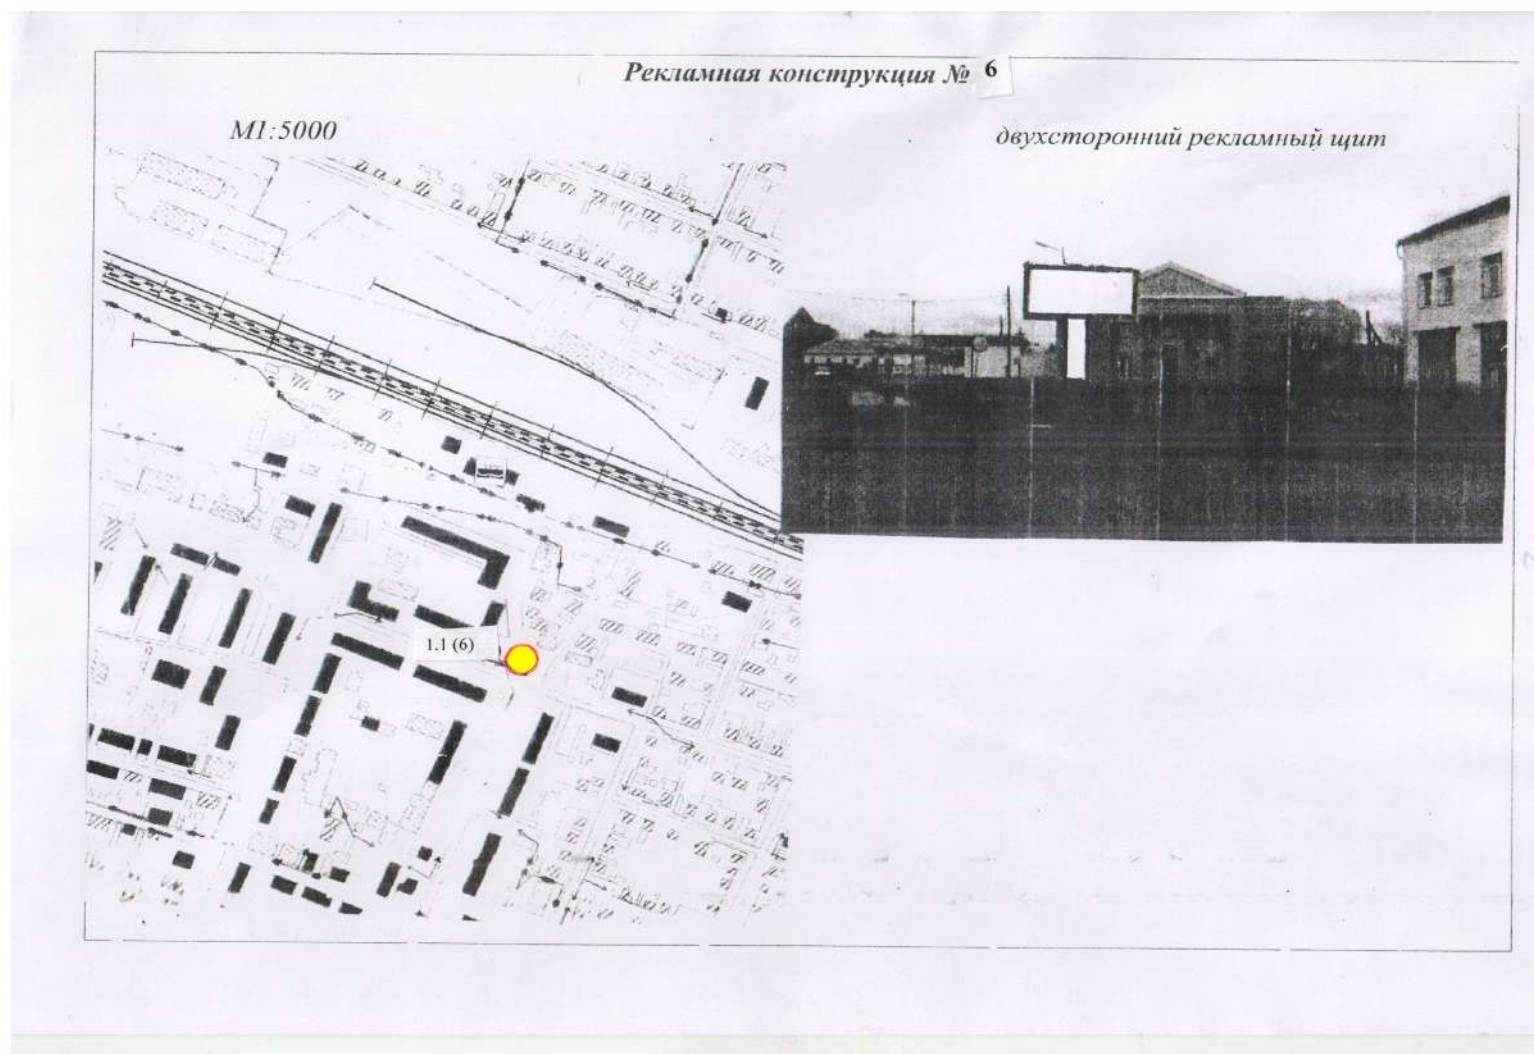 Рекламная конструкция № 6
М1:5000
двухсторонний рекламный щит
1.1 (6)